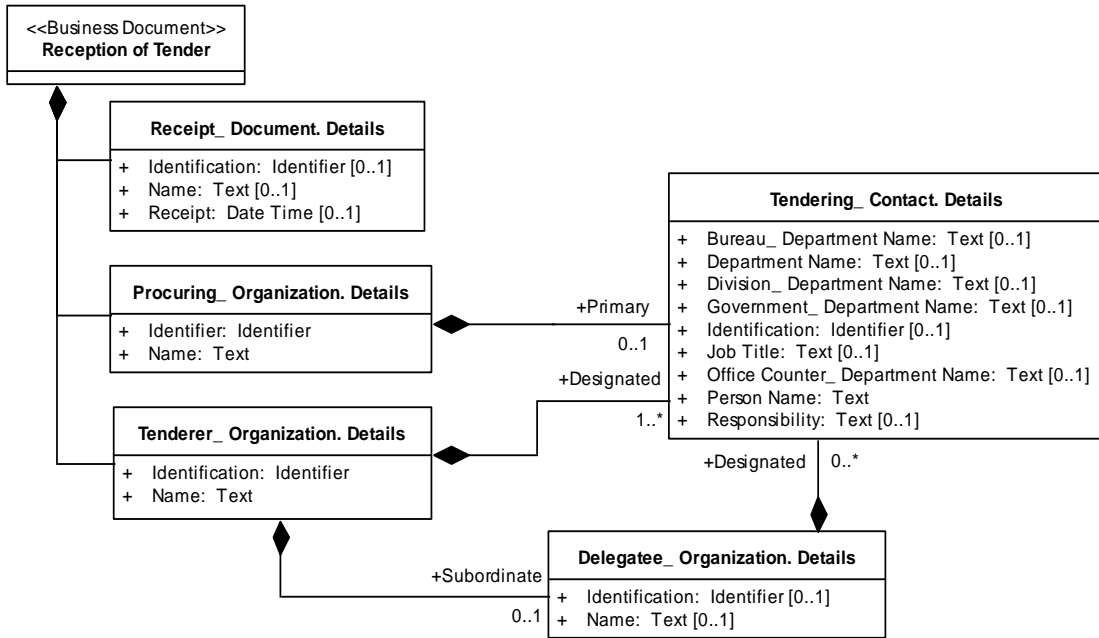 <<Business Document>>
Reception of Tender
Receipt_ Document. Details
+ Identification: Identifier [0..1]
+ Name: Text [0..1]
+ Receipt: Date Time [0..1]
Procuring_ Organization. Details
+ Identifier: Identifier
+ Name: Text
Tenderer_ Organization. Details
+ Identification: Identifier
+ Name: Text
+Primary
0..1
+Designated
1..*
Tendering_ Contact. Details
+ Bureau_ Department Name: Text [0..1]
+ Department Name: Text [0..1]
+ Division_ Department Name: Text [0..1]
+ Government_ Department Name: Text [0..1]
+ Identification: Identifier [0..1]
+ Job Title: Text [0..1]
+ Office Counter_ Department Name: Text [0..1]
+ Person Name: Text
+ Responsibility: Text [0..1]
+Designated 0..*
+Subordinate
0..1
Delegatee_ Organization. Details
+ Identification: Identifier [0..1]
+ Name: Text [0..1]